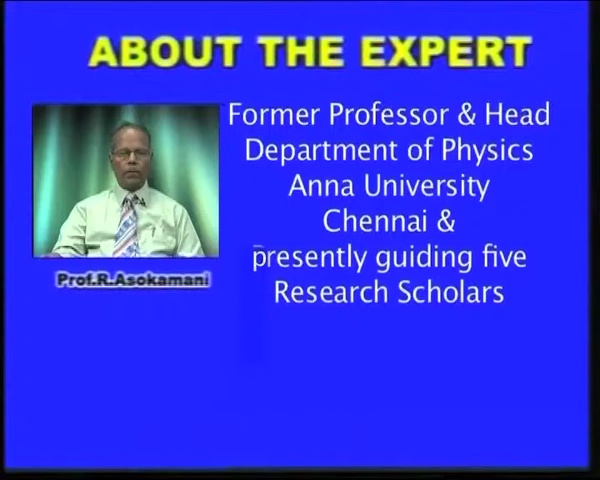 ABOUT THE EXPERT
Former Professor & Head
Department of Physics
Anna University
Chennai &
presently guiding five
Research Scholars
Prof.R.Asokamani